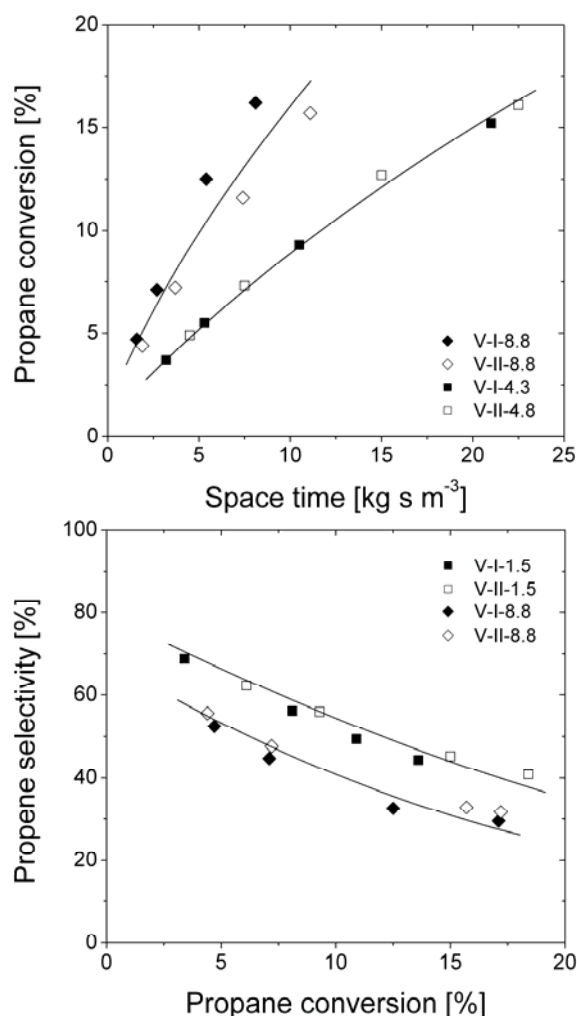 20
15
10
5
0
Propane conversion [%]
0 5 10 15 20 25
Space time [kg s m⁻³]
V-I-8.8
V-II-8.8
V-I-4.3
V-II-4.8
100
80
60
40
20
0
Propene selectivity [%]
0 5 10 15 20
Propane conversion [%]
V-I-1.5
V-II-1.5
V-I-8.8
V-II-8.8